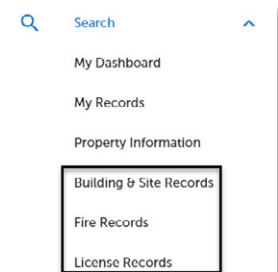 Search
My Dashboard
My Records
Property Information
Building & Site Records
Fire Records
License Records